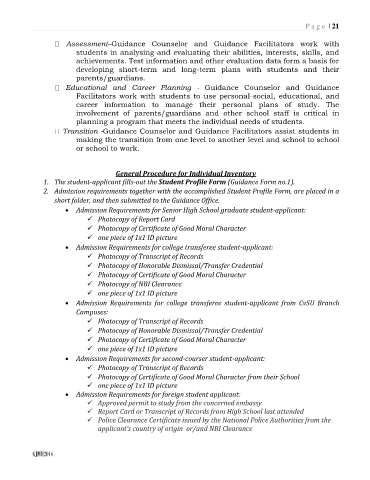 P a g e | 21
Assessment–Guidance Counselor and Guidance Facilitators work with
students in analysing and evaluating their abilities, interests, skills, and
achievements. Test information and other evaluation data form a basis for
developing short-term and long-term plans with students and their
parents/guardians.
Educational and Career Planning - Guidance Counselor and Guidance
Facilitators work with students to use personal-social, educational, and
career information to manage their personal plans of study. The
involvement of parents/guardians and other school staff is critical in
planning a program that meets the individual needs of students.
Transition -Guidance Counselor and Guidance Facilitators assist students in
making the transition from one level to another level and school to school
or school to work.
General Procedure for Individual Inventory
1. The student-applicant fills-out the Student Profile Form (Guidance Form no.1).
2. Admission requirements together with the accomplished Student Profile Form, are placed in a
short folder, and then submitted to the Guidance Office.
• Admission Requirements for Senior High School graduate student-applicant:
✓ Photocopy of Report Card
✓ Photocopy of Certificate of Good Moral Character
✓ one piece of 1x1 ID picture
• Admission Requirements for college transferee student-applicant:
✓ Photocopy of Transcript of Records
✓ Photocopy of Honorable Dismissal/Transfer Credential
✓ Photocopy of Certificate of Good Moral Character
✓ Photocopy of NBI Clearance
✓ one piece of 1x1 ID picture
• Admission Requirements for college transferee student-applicant from CvSU Branch
Campuses:
✓ Photocopy of Transcript of Records
✓ Photocopy of Honorable Dismissal/Transfer Credential
✓ Photocopy of Certificate of Good Moral Character
✓ one piece of 1x1 ID picture
• Admission Requirements for second-courser student-applicant:
✓ Photocopy of Transcript of Records
✓ Photocopy of Certificate of Good Moral Character from their School
✓ one piece of 1x1 ID picture
• Admission Requirements for foreign student applicant:
✓ Approved permit to study from the concerned embassy
✓ Report Card or Transcript of Records from High School last attended
✓ Police Clearance Certificate issued by the National Police Authorities from the
applicant's country of origin or/and NBI Clearance
2016